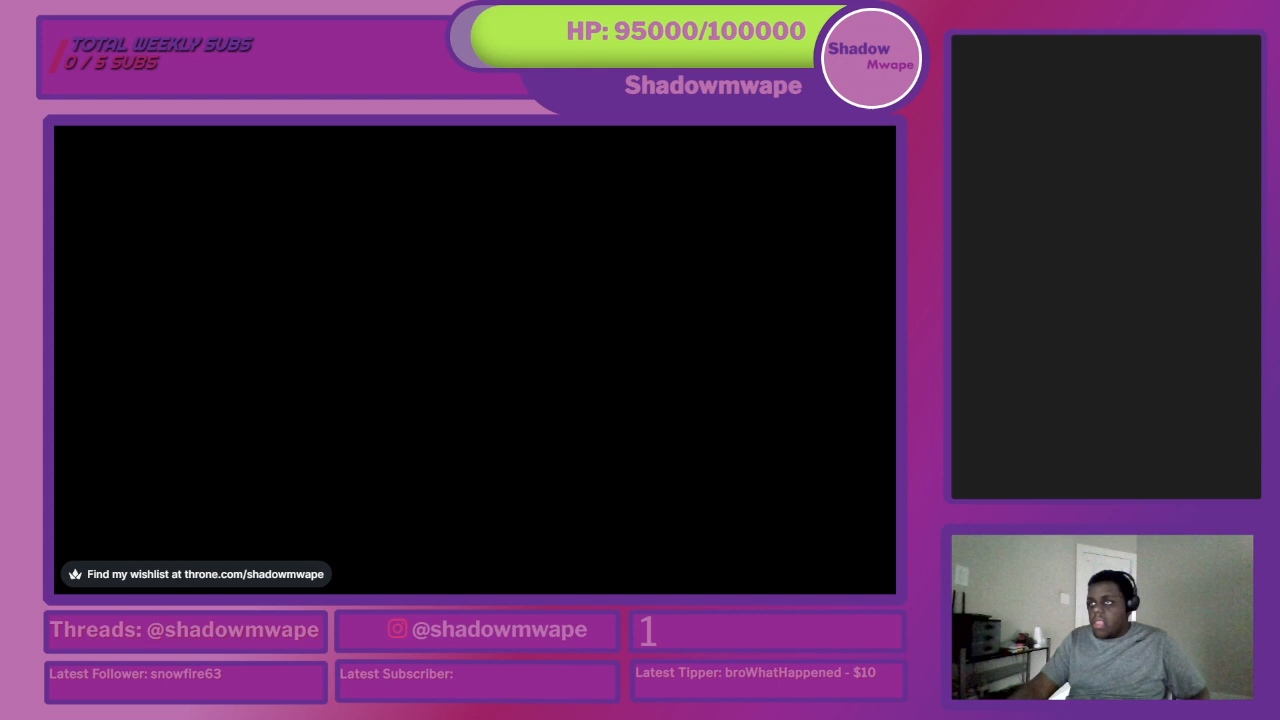 TOTAL WEEKLY SUBS
0 / 5 SUBS
HP: 95000/100000
Shadowmwape
Shadow
Mwape
Find my wishlist at throne.com/shadowmwape
Threads: @shadowmwape
@shadowmwape
1
Latest Follower: snowfire63
Latest Subscriber:
Latest Tipper: broWhatHappened - $10